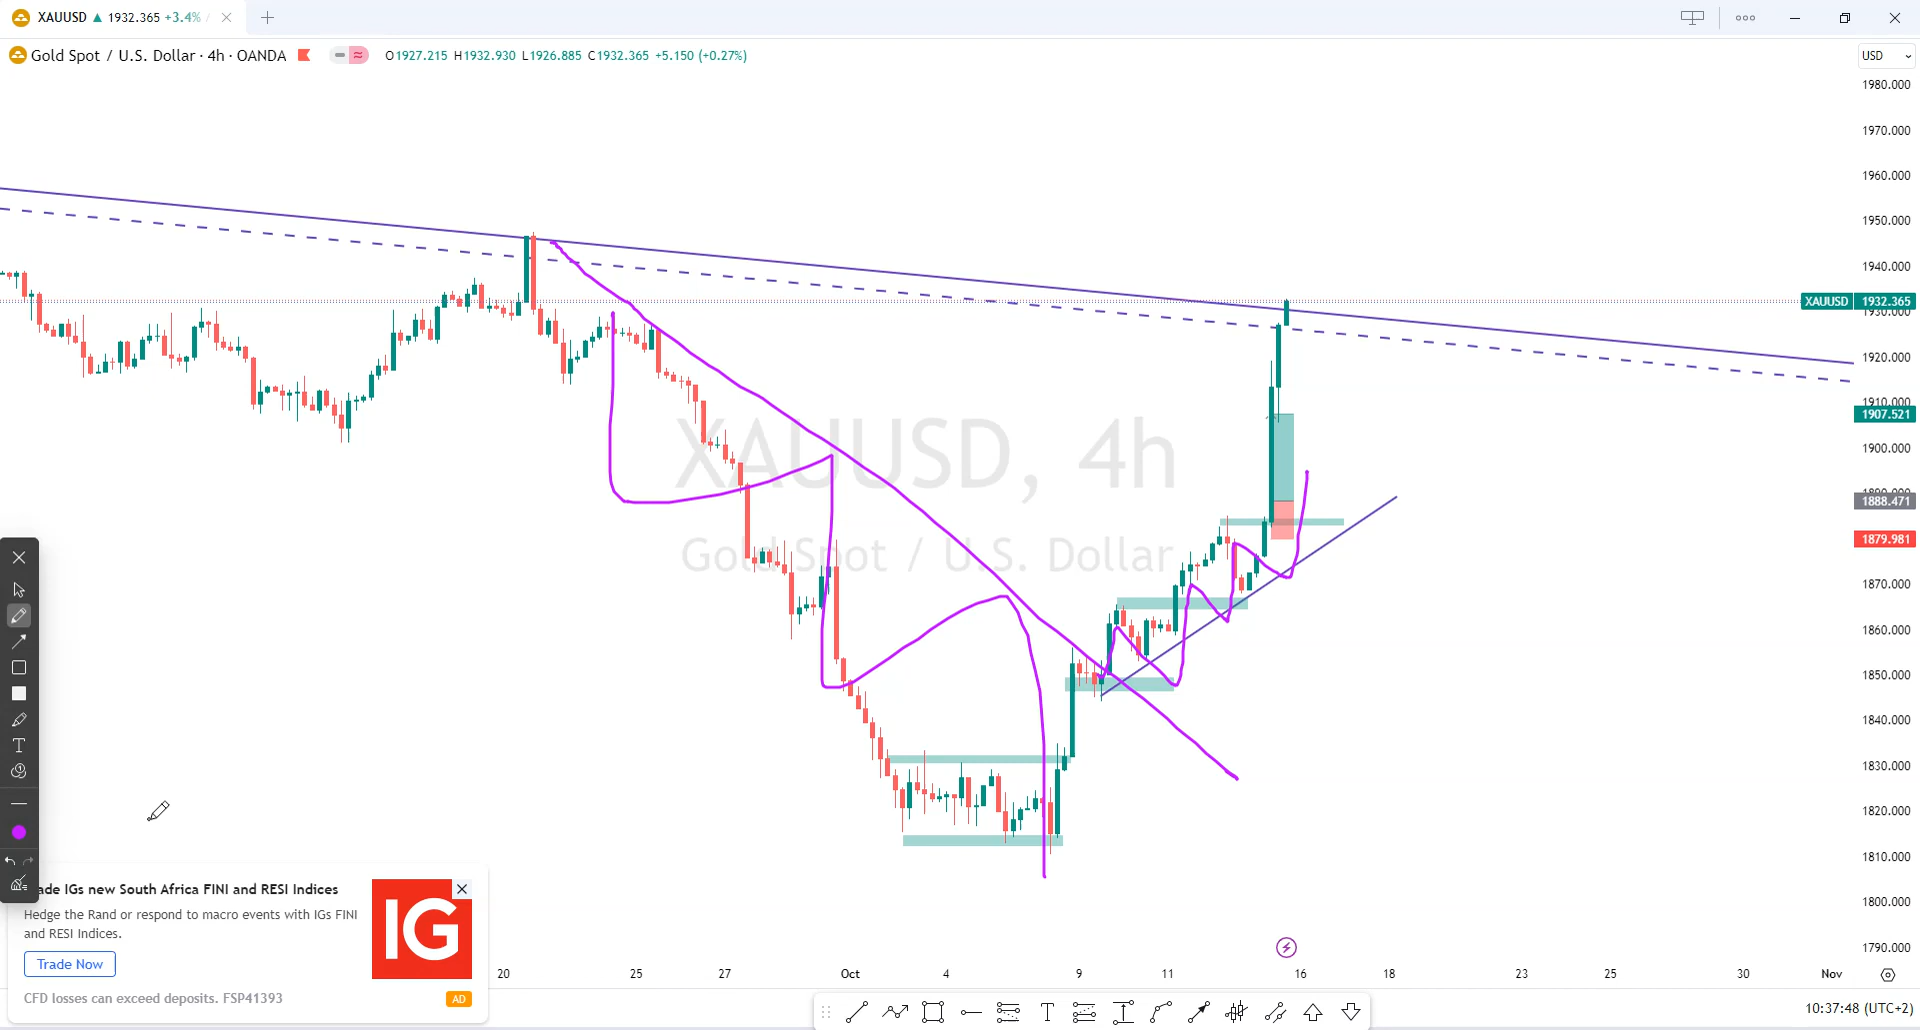 XAUUSD ▲ 1932.365 +3.4% /
Gold Spot / U.S. Dollar · 4h · OANDA
O1927.215 H1932.930 L1926.885 C1932.365 +5.150 (+0.27%)
USD
1980.000
1970.000
1960.000
1950.000
1940.000
XAUUSD 1932.365
1930.000
1920.000
1910.000
1907.521
1900.000
1890.000
1888.471
1879.981
1870.000
1860.000
1850.000
1840.000
1830.000
1820.000
1810.000
1800.000
1790.000
XAUUSD, 4h
Gold Spot / U.S. Dollar
T
ade IGs new South Africa FINI and RESI Indices
Hedge the Rand or respond to macro events with IGs FINI
and RESI Indices.
Trade Now
CFD losses can exceed deposits. FSP41393
AD
IG
20 25 27 Oct 4 9 11 16 18 23 25 30 Nov
T
10:37:48 (UTC+2)